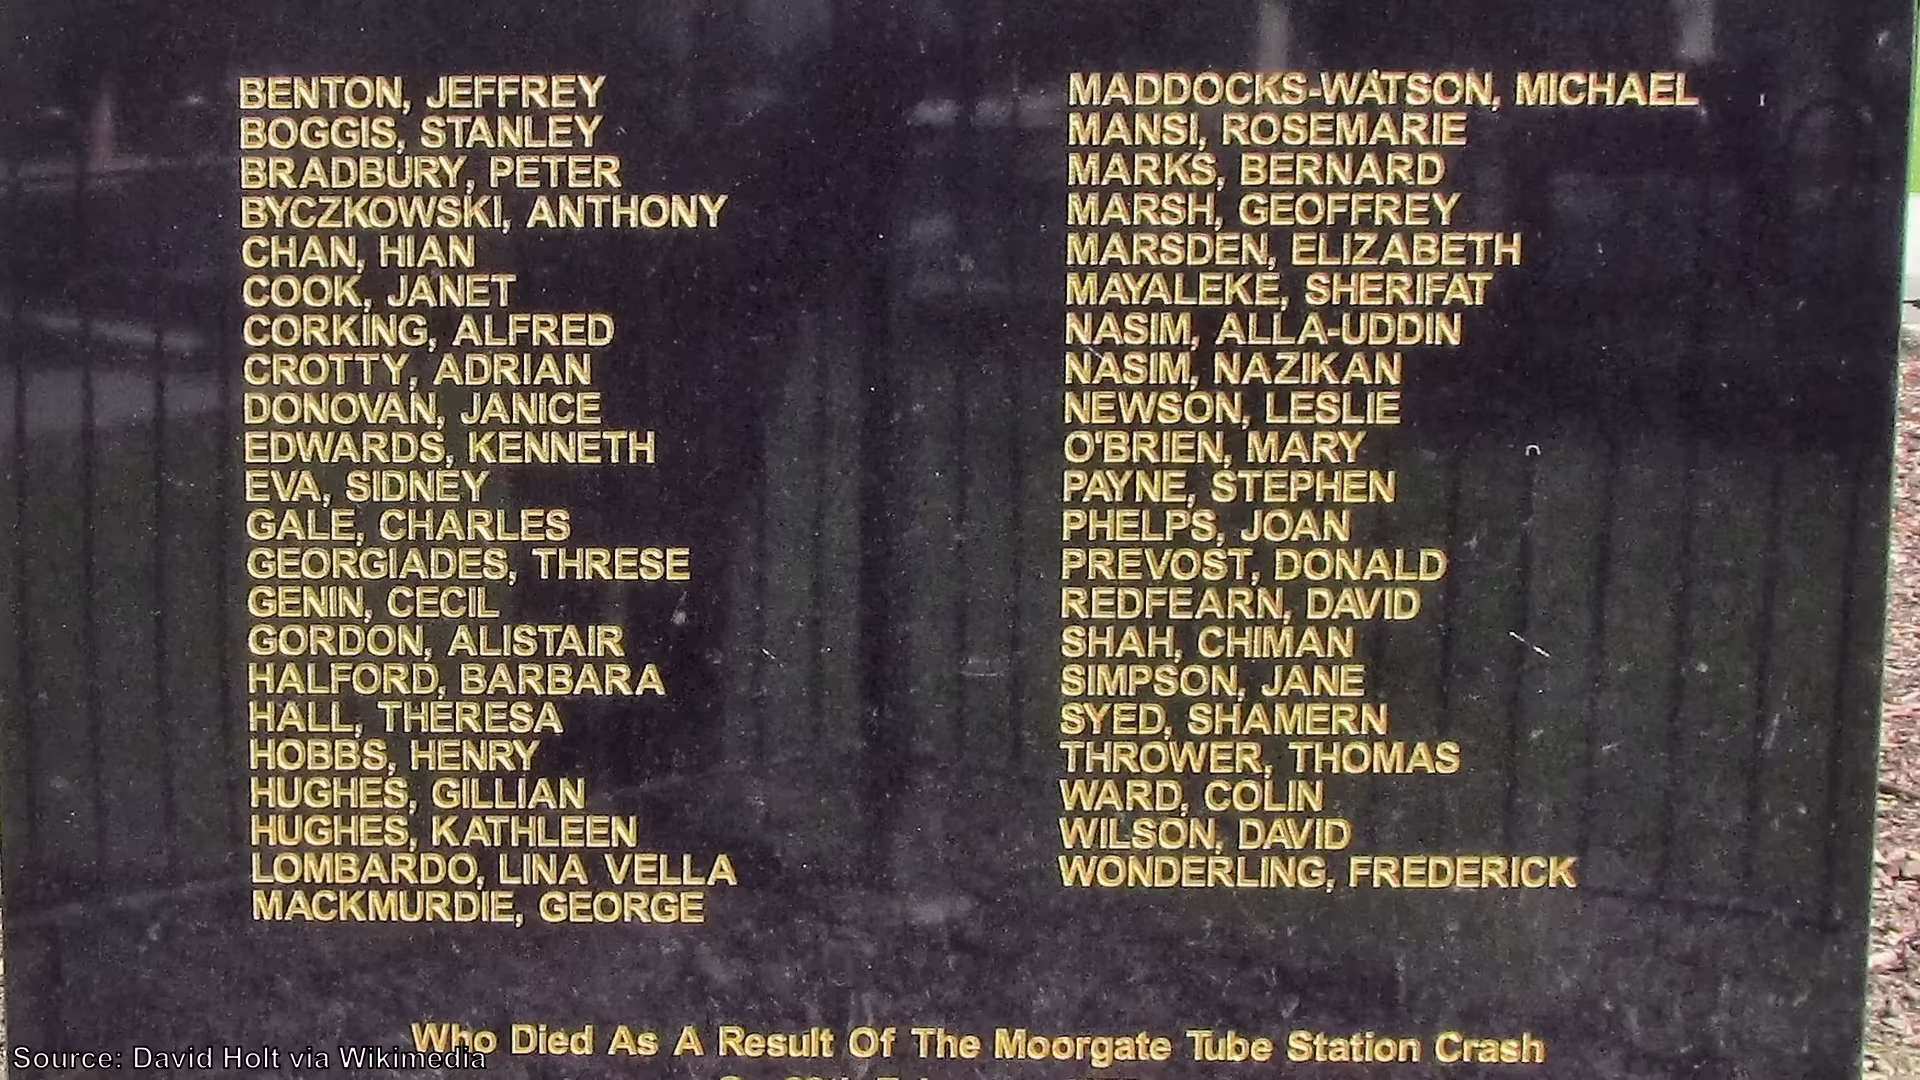 BENTON, JEFFREY
BOGGIS, STANLEY
BRADBURY, PETER
BYCZKOWSKI, ANTHONY
CHAN, HIAN
COOK, JANET
CORKING, ALFRED
CROTTY, ADRIAN
DONOVAN, JANICE
EDWARDS, KENNETH
EVA, SIDNEY
GALE, CHARLES
GEORGIADES, THRESE
GENIN, CECIL
GORDON, ALISTAIR
HALFORD, BARBARA
HALL, THERESA
HOBBS, HENRY
HUGHES, GILLIAN
HUGHES, KATHLEEN
LOMBARDO, LINA VELLA
MACKMURDIE, GEORGE
MADDOCKS-WATSON, MICHAEL
MANSI, ROSEMARIE
MARKS, BERNARD
MARSH, GEOFFREY
MARSDEN, ELIZABETH
MAYALEKE, SHERIFAT
NASIM, ALLA-UDDIN
NASIM, NAZIKAN
NEWSON, LESLIE
O'BRIEN, MARY
PAYNE, STEPHEN
PHELPS, JOAN
PREVOST, DONALD
REDFEARN, DAVID
SHAH, CHIMAN
SIMPSON, JANE
SYED, SHAMERN
THROWER, THOMAS
WARD, COLIN
WILSON, DAVID
WONDERLING, FREDERICK
Who Died As A Result Of The Moorgate Tube Station Crash
Source: David Holt via Wikimedia